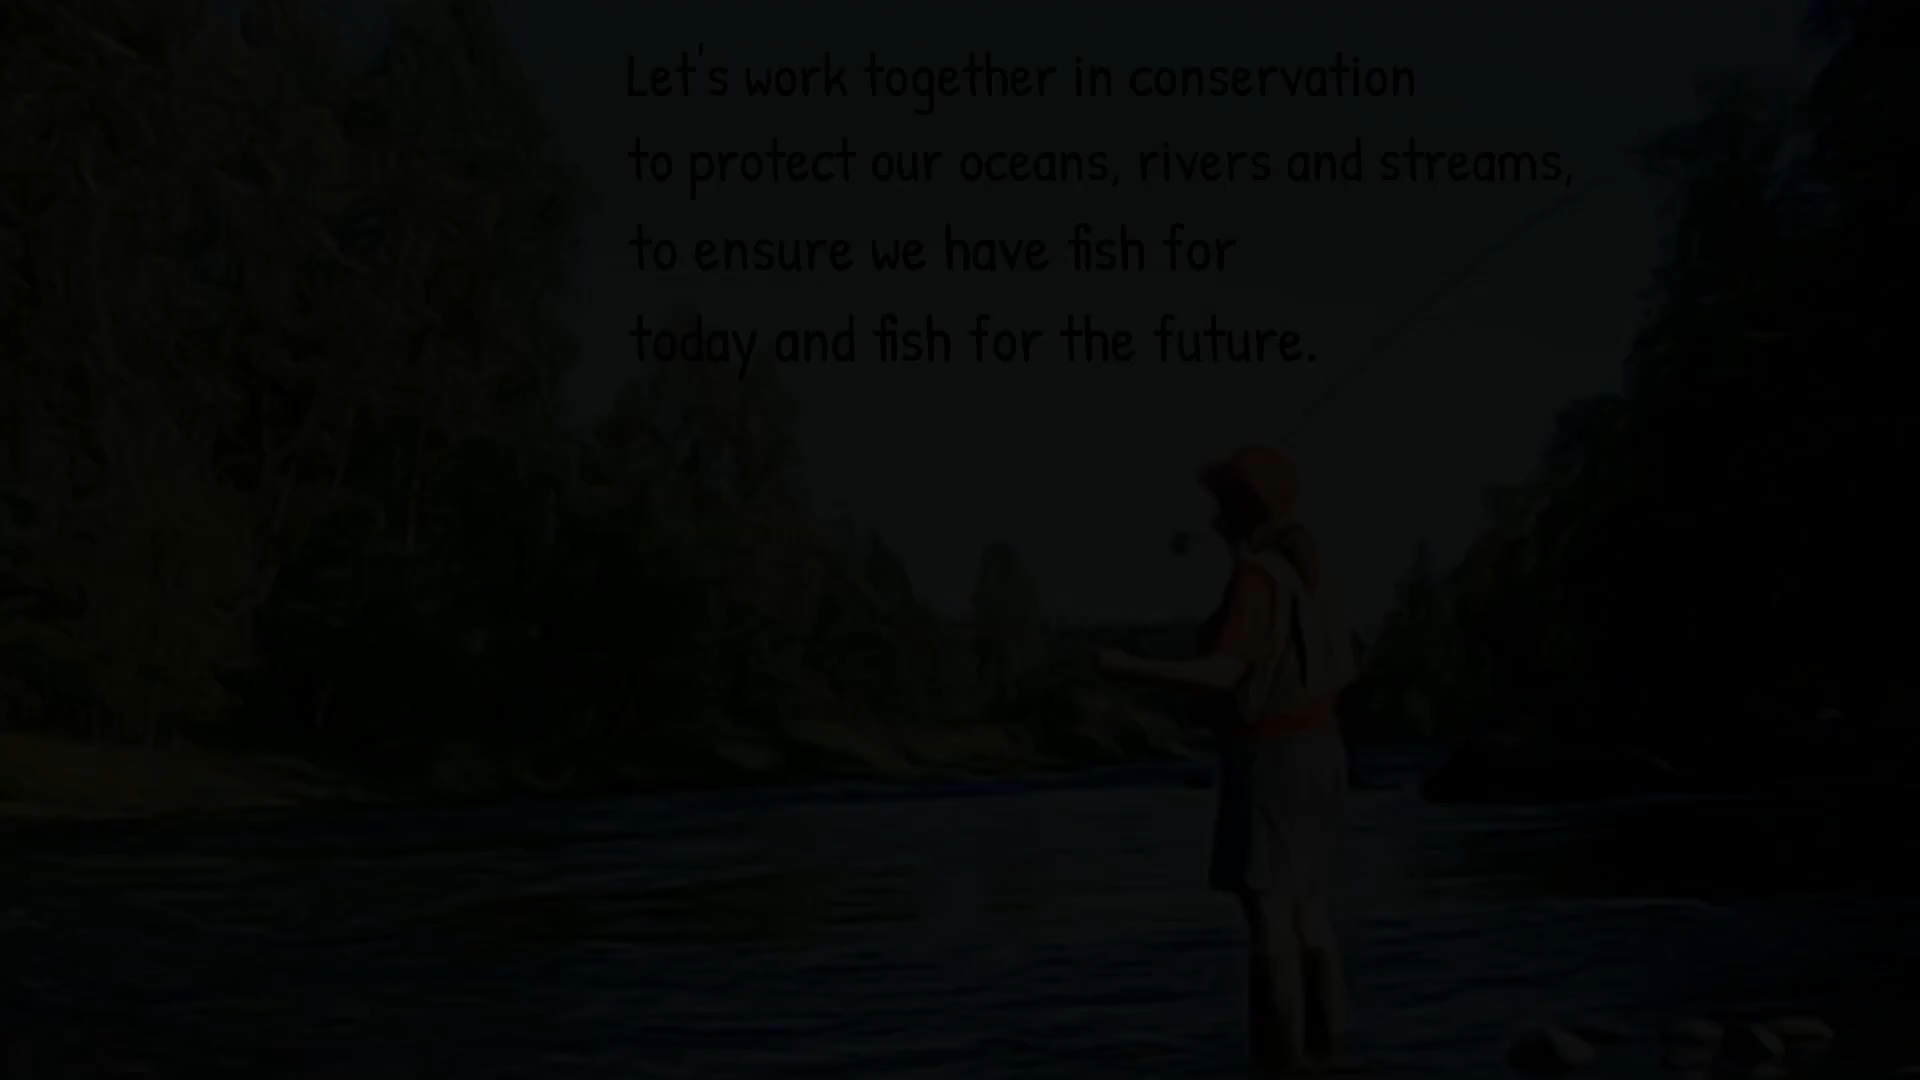 Let's work together in conservation
to protect our oceans, rivers and streams,
to ensure we have fish for
today and fish for the future.